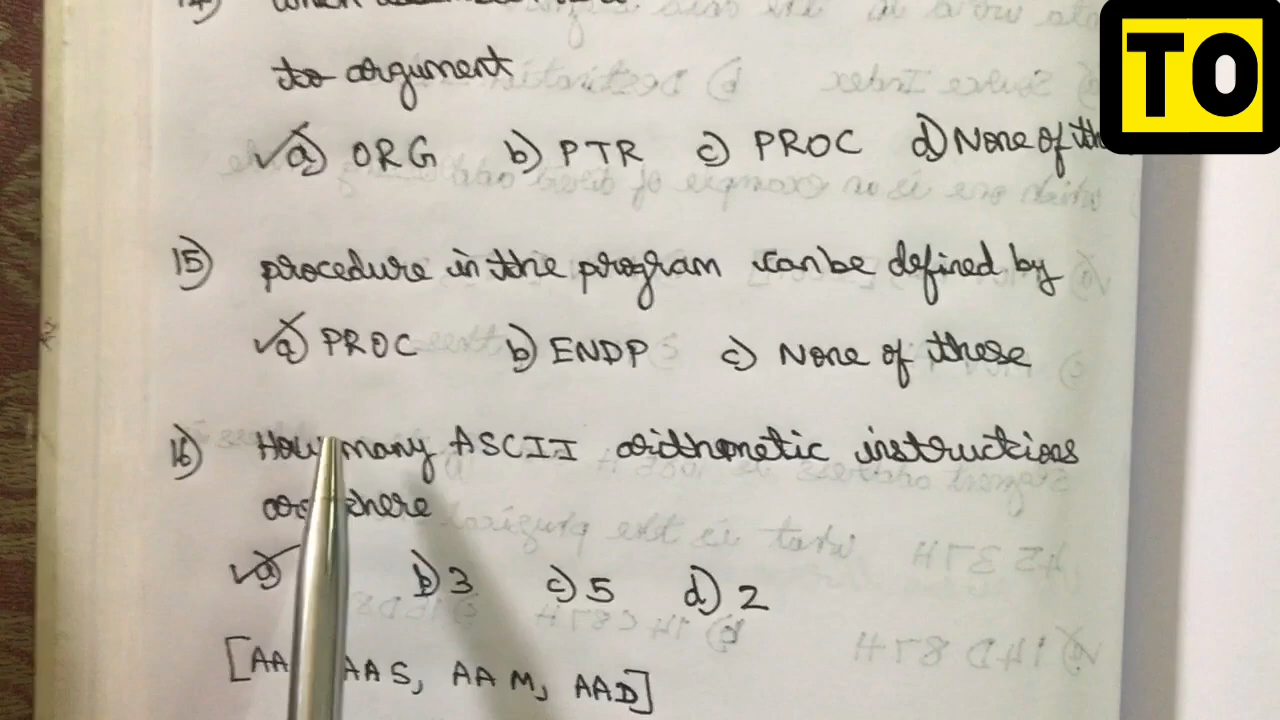 TO
14)
to argument
a) ORG b) PTR c) PROC d) None of
15) procedure in the program can be defined by
a) PROC b) ENDP c) None of these
16) How many ASCII arithmetic instructions
are there
a) b) 3 c) 5 d) 2
[AA AAS, AAM, AAD]